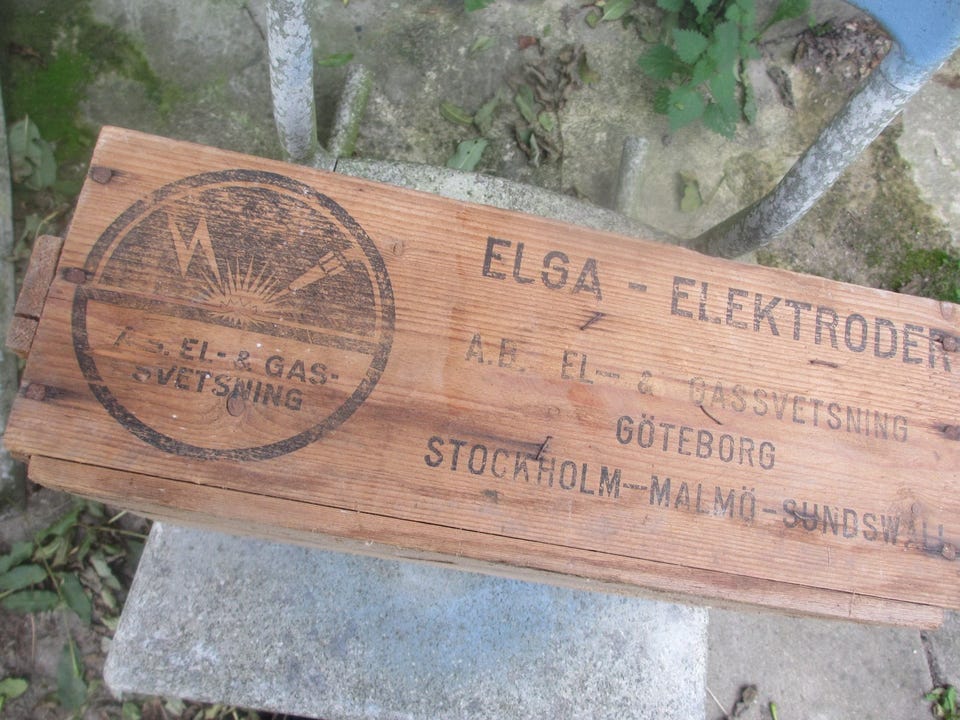 A.B. EL- & GAS-
SVETSNING
ELGA - ELEKTRODER
A.B. EL- & GASSVETSNING
GÖTEBORG
STOCKHOLM-MALMÖ-SUNDSWALL